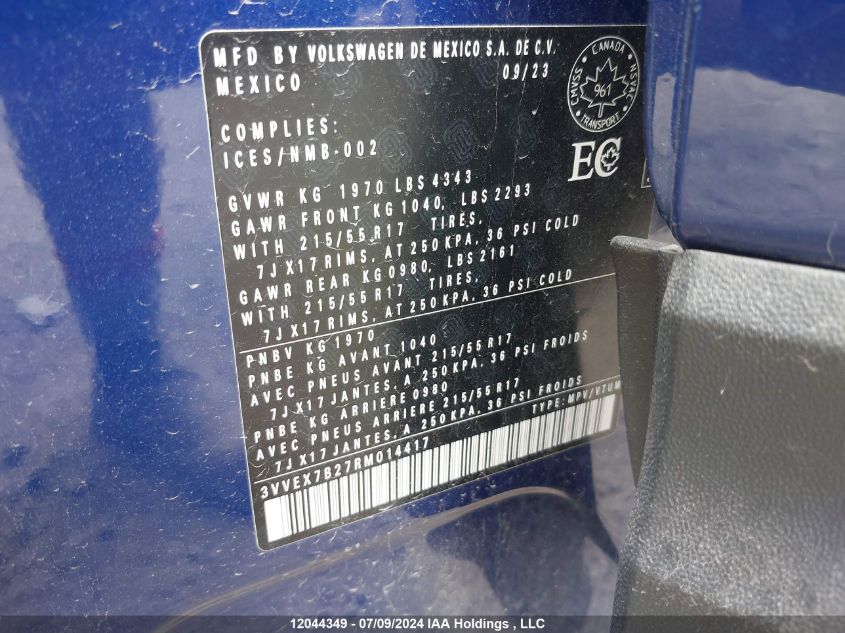 MFD BY VOLKSWAGEN DE MEXICO S.A. DE C.V.
MEXICO 09/23
CANADA
CMVSS 961 NSVAC
TRANSPORT
COMPLIES:
ICES/NMB-002
EC
GVWR KG 1970 LBS 4343
GAWR FRONT KG 1040, LBS 2293
WITH 215/55 R17 TIRES,
7J X17 RIMS, AT 250 KPA, 36 PSI COLD
GAWR REAR KG 0980, LBS 2161
WITH 215/55 R17 TIRES,
7J X17 RIMS, AT 250 KPA, 36 PSI COLD
PNBV KG 1970
PNBE KG AVANT 1040
AVEC PNEUS AVANT 215/55 R17
7J X17 JANTES, A 250 KPA, 36 PSI FROIDS
PNBE KG ARRIERE 0980
AVEC PNEUS ARRIERE 215/55 R17
7J X17 JANTES, A 250 KPA, 36 PSI FROIDS
3VVEX7B27RM014417 TYPE: MPV/VTUM
12044349 - 07/09/2024 IAA Holdings , LLC